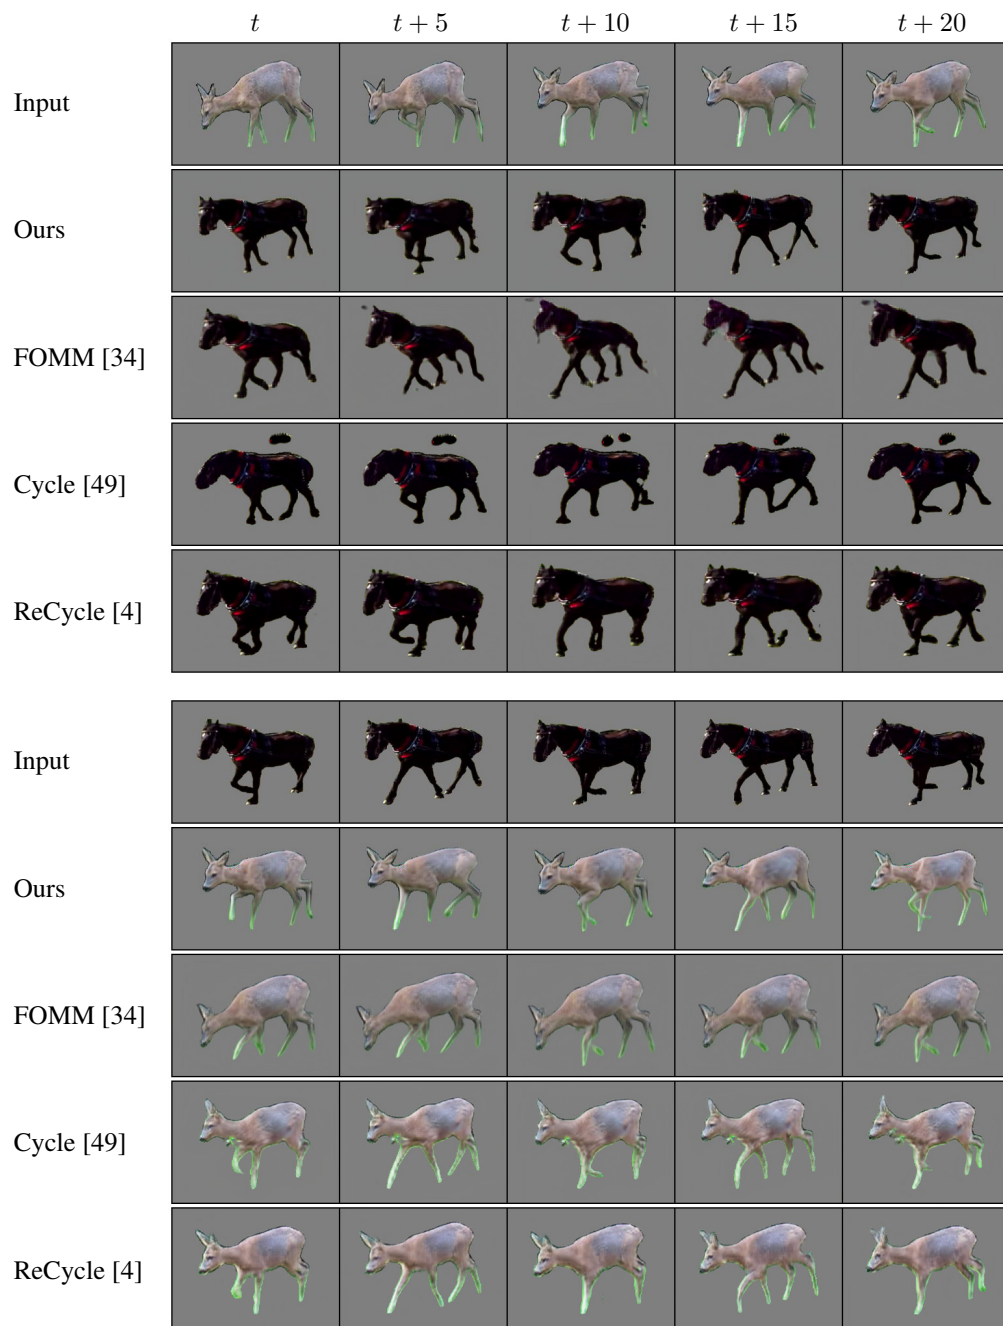 t t + 5 t + 10 t + 15 t + 20
Input
Ours
FOMM [34]
Cycle [49]
ReCycle [4]
Input
Ours
FOMM [34]
Cycle [49]
ReCycle [4]